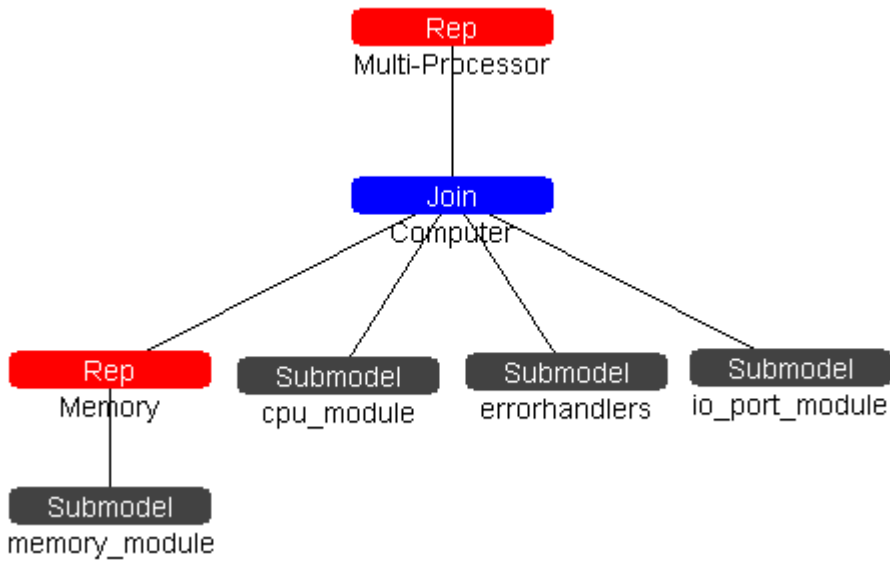 Rep
Multi-Processor
Join
Computer
Rep
Memory
Submodel
cpu_module
Submodel
errorhandlers
Submodel
io_port_module
Submodel
memory_module